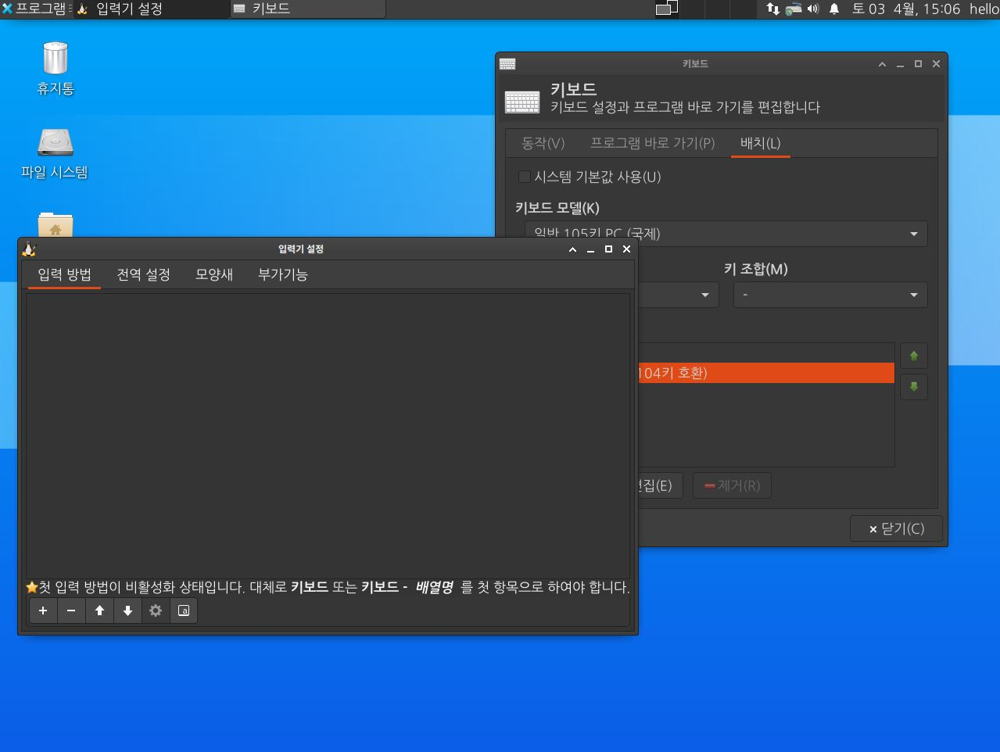 프로그램
입력기 설정
키보드
토 03 4월, 15:06
hello
휴지통
파일 시스템
키보드
키보드
키보드 설정과 프로그램 바로 가기를 편집합니다
동작(V)
프로그램 바로 가기(P)
배치(L)
시스템 기본값 사용(U)
키보드 모델(K)
일반 105키 PC (국제)
키 조합(M)
-
104키 호환)
편집(E)
제거(R)
닫기(C)
입력기 설정
입력 방법
전역 설정
모양새
부가기능
첫 입력 방법이 비활성화 상태입니다. 대체로 키보드 또는 키보드 - 배열명 를 첫 항목으로 하여야 합니다.
a